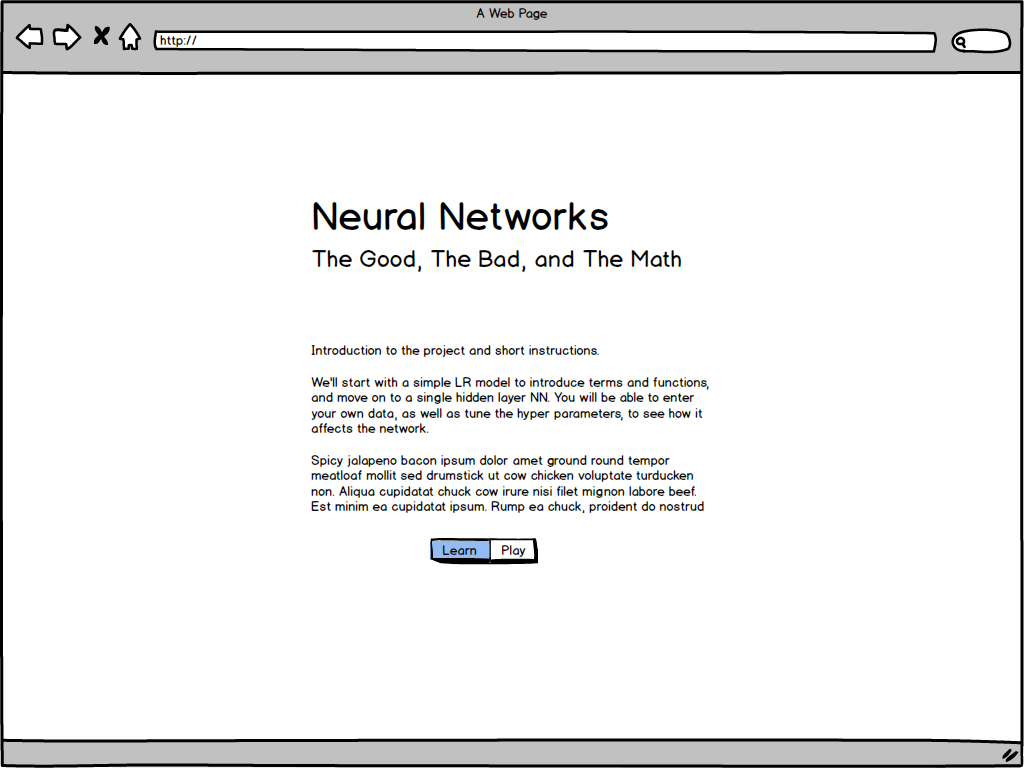 A Web Page
http://
Neural Networks
The Good, The Bad, and The Math
Introduction to the project and short instructions.
We'll start with a simple LR model to introduce terms and functions,
and move on to a single hidden layer NN. You will be able to enter
your own data, as well as tune the hyper parameters, to see how it
affects the network.
Spicy jalapeno bacon ipsum dolor amet ground round tempor
meatloaf mollit sed drumstick ut cow chicken voluptate turducken
non. Aliqua cupidatat chuck cow irure nisi filet mignon labore beef.
Est minim ea cupidatat ipsum. Rump ea chuck, proident do nostrud
Learn Play